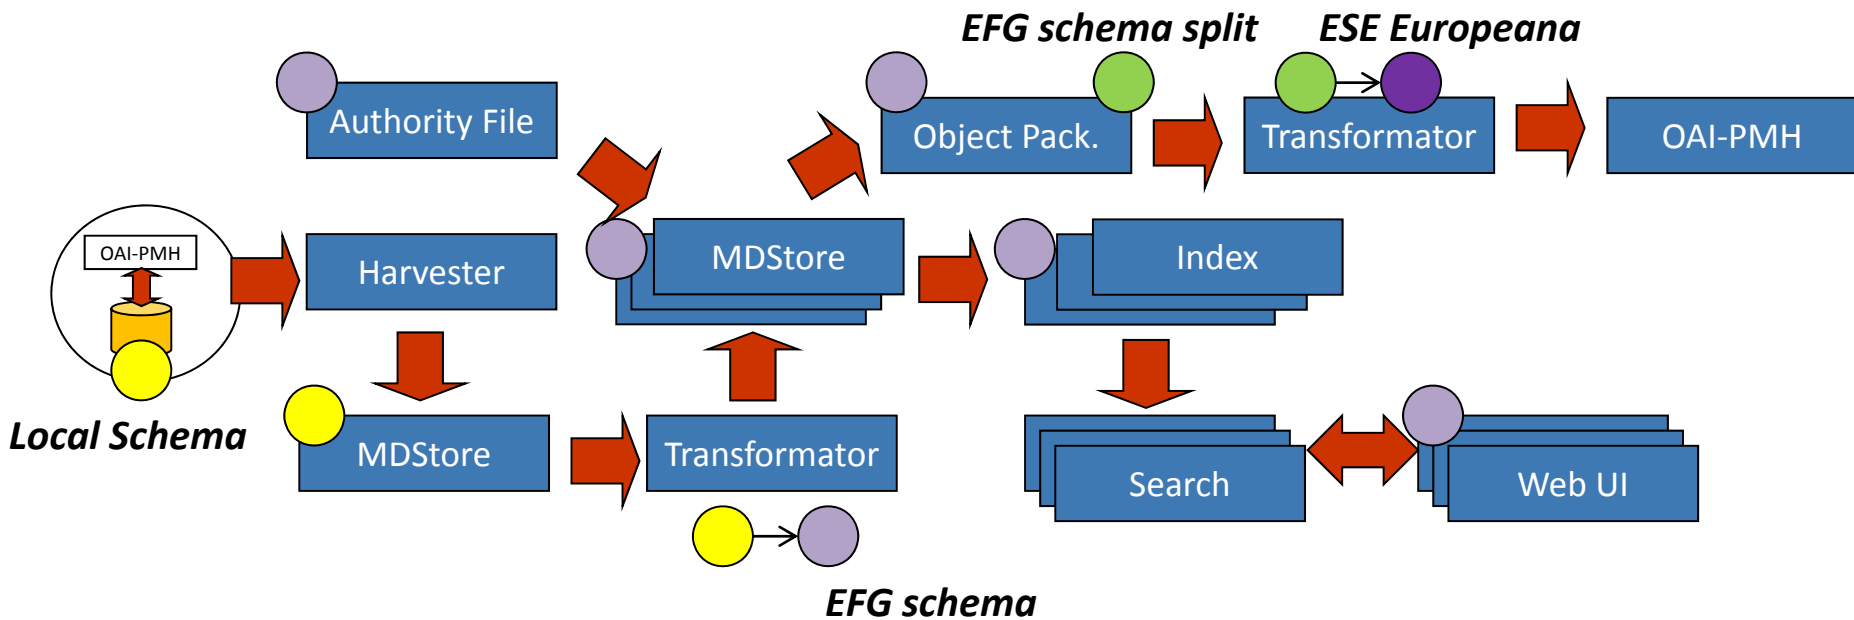 EFG schema split
ESE Europeana
Authority File
Object Pack.
Transformator
OAI-PMH
OAI-PMH
Harvester
MDStore
Index
Local Schema
MDStore
Transformator
Search
Web UI
EFG schema